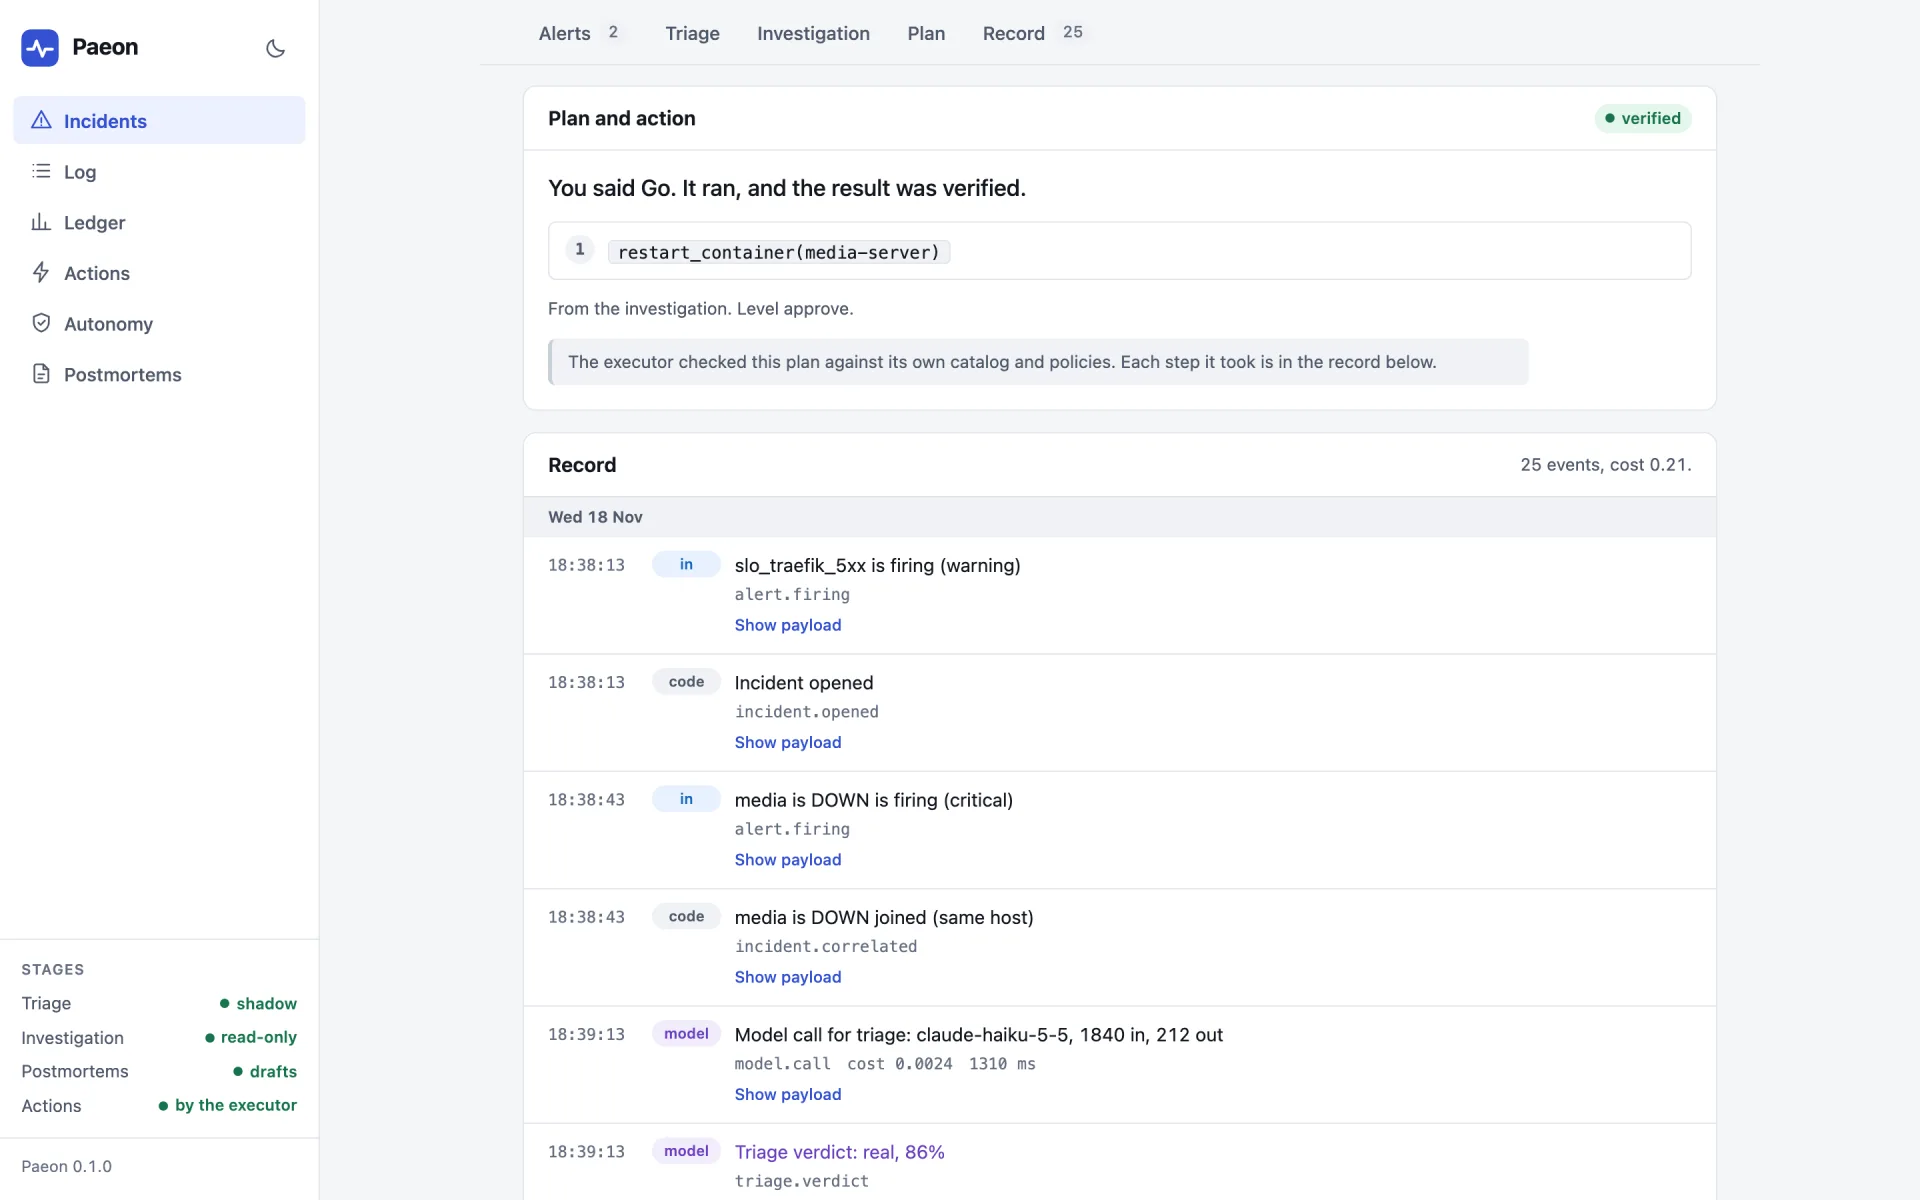 Paeon
Incidents
Log
Ledger
Actions
Autonomy
Postmortems
STAGES
Triage shadow
Investigation read-only
Postmortems drafts
Actions by the executor
Paeon 0.1.0
Alerts 2 Triage Investigation Plan Record 25
Plan and action verified
You said Go. It ran, and the result was verified.
1 restart_container(media-server)
From the investigation. Level approve.
The executor checked this plan against its own catalog and policies. Each step it took is in the record below.
Record 25 events, cost 0.21.
Wed 18 Nov
18:38:13 in slo_traefik_5xx is firing (warning)
alert.firing
Show payload
18:38:13 code Incident opened
incident.opened
Show payload
18:38:43 in media is DOWN is firing (critical)
alert.firing
Show payload
18:38:43 code media is DOWN joined (same host)
incident.correlated
Show payload
18:39:13 model Model call for triage: claude-haiku-5-5, 1840 in, 212 out
model.call cost 0.0024 1310 ms
Show payload
18:39:13 model Triage verdict: real, 86%
triage.verdict